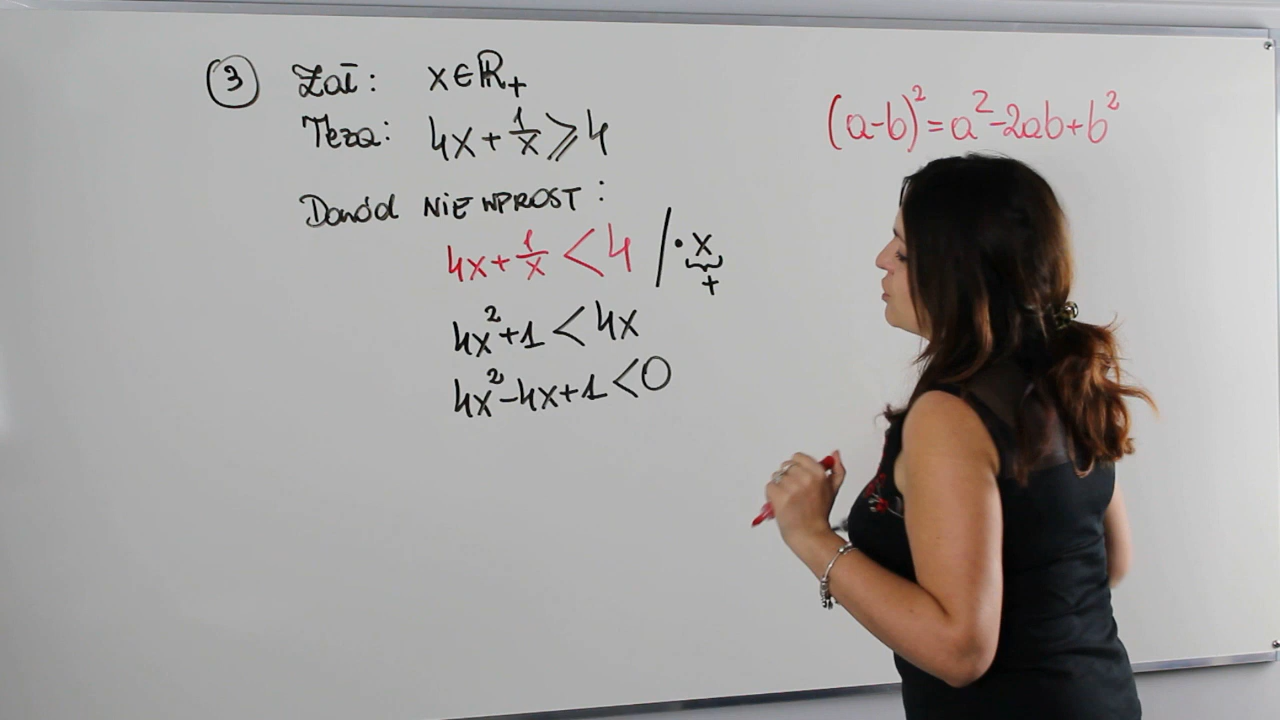 ③ Zał: x∈ℝ₊
Teza: 4x+1/x⩾4
Dowód NIE WPROST:
4x+1/x<4 /·x
+
4x²+1<4x
4x²-4x+1<0
(a-b)²=a²-2ab+b²